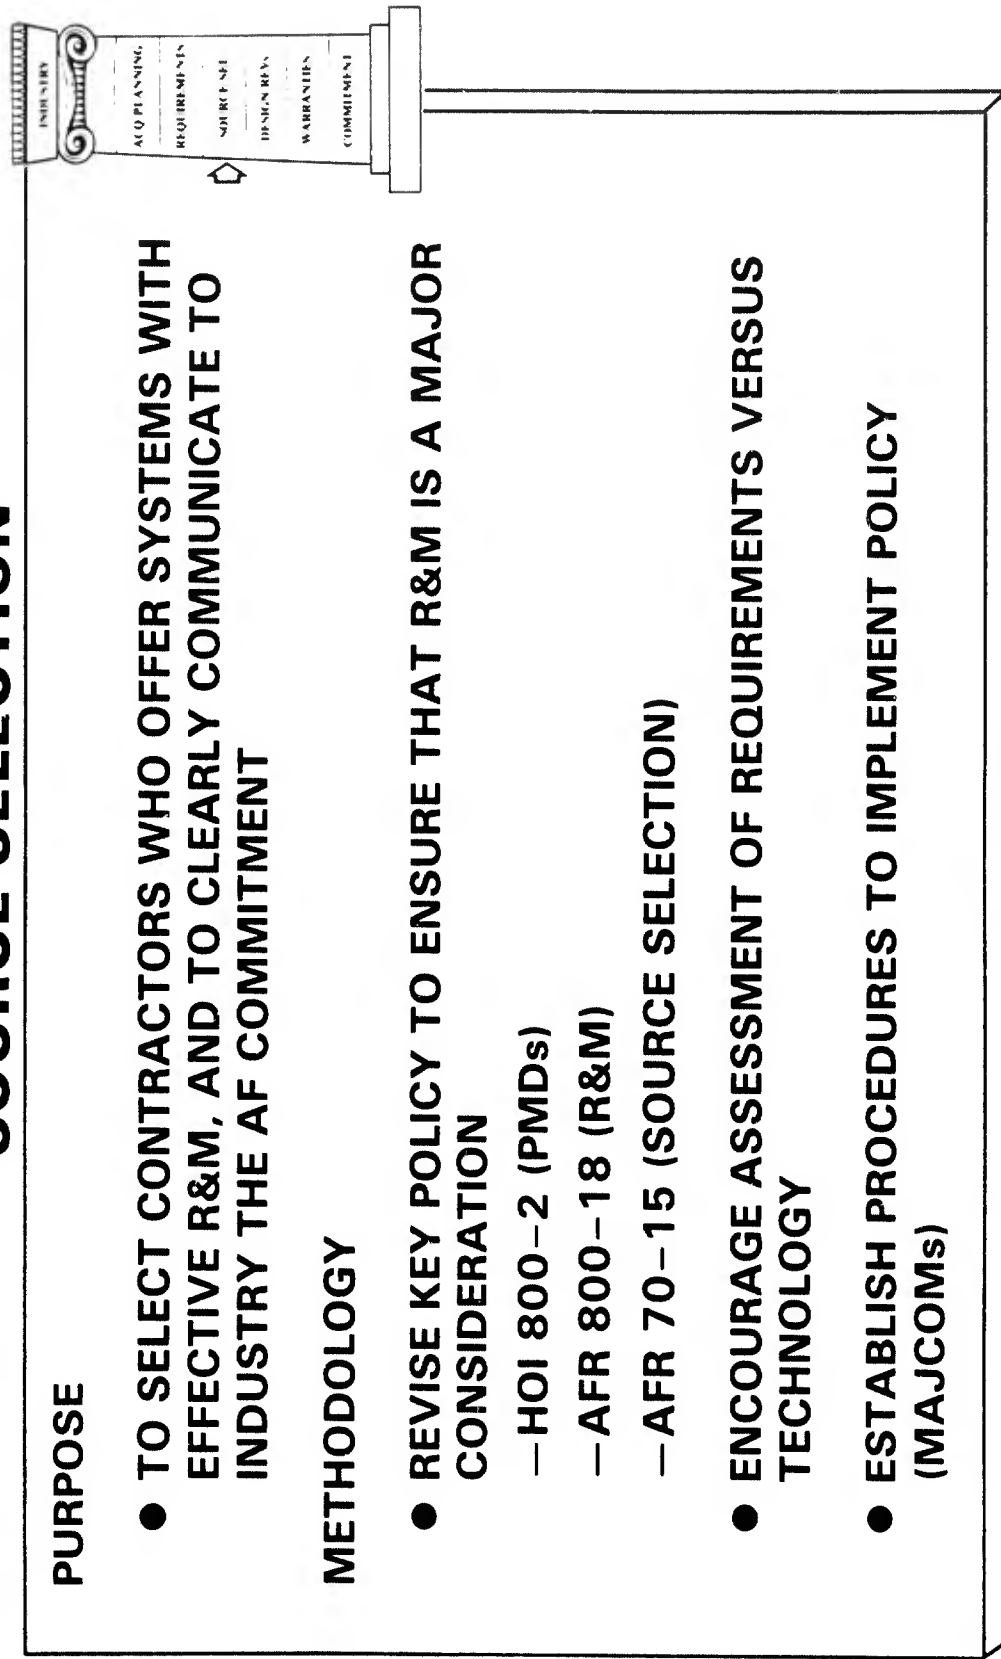 SOURCE SELECTION
INDUSTRY
ACQ PLANNING
REQUIREMENTS
SOURCE SEL
DESIGN REVS
WARRANTIES
COMMITMENT
PURPOSE
● TO SELECT CONTRACTORS WHO OFFER SYSTEMS WITH
EFFECTIVE R&M, AND TO CLEARLY COMMUNICATE TO
INDUSTRY THE AF COMMITMENT
METHODOLOGY
● REVISE KEY POLICY TO ENSURE THAT R&M IS A MAJOR
CONSIDERATION
—HOI 800–2 (PMDs)
—AFR 800–18 (R&M)
—AFR 70–15 (SOURCE SELECTION)
● ENCOURAGE ASSESSMENT OF REQUIREMENTS VERSUS
TECHNOLOGY
● ESTABLISH PROCEDURES TO IMPLEMENT POLICY
(MAJCOMs)